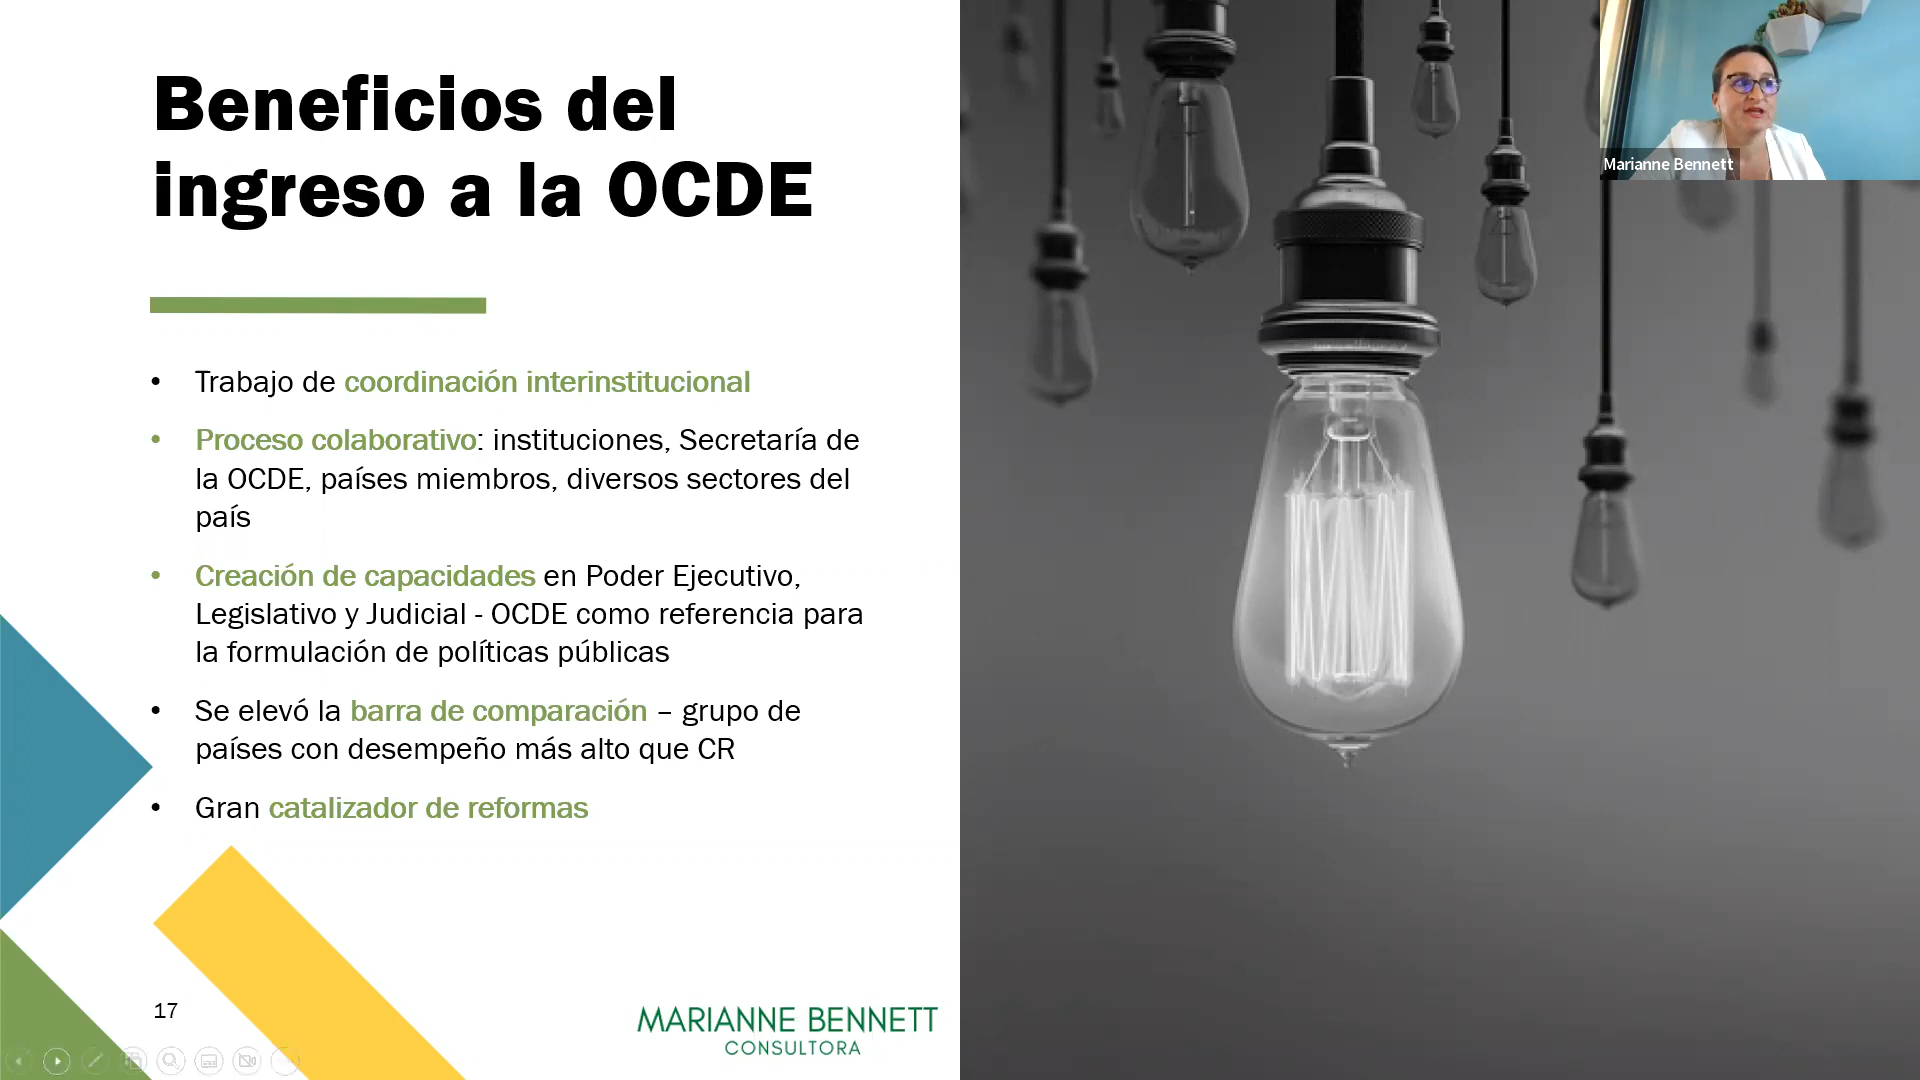 Beneficios del
ingreso a la OCDE
• Trabajo de coordinación interinstitucional
• Proceso colaborativo: instituciones, Secretaría de
la OCDE, países miembros, diversos sectores del
país
• Creación de capacidades en Poder Ejecutivo,
Legislativo y Judicial - OCDE como referencia para
la formulación de políticas públicas
• Se elevó la barra de comparación – grupo de
países con desempeño más alto que CR
• Gran catalizador de reformas
17
MARIANNE BENNETT
CONSULTORA
Marianne Bennett